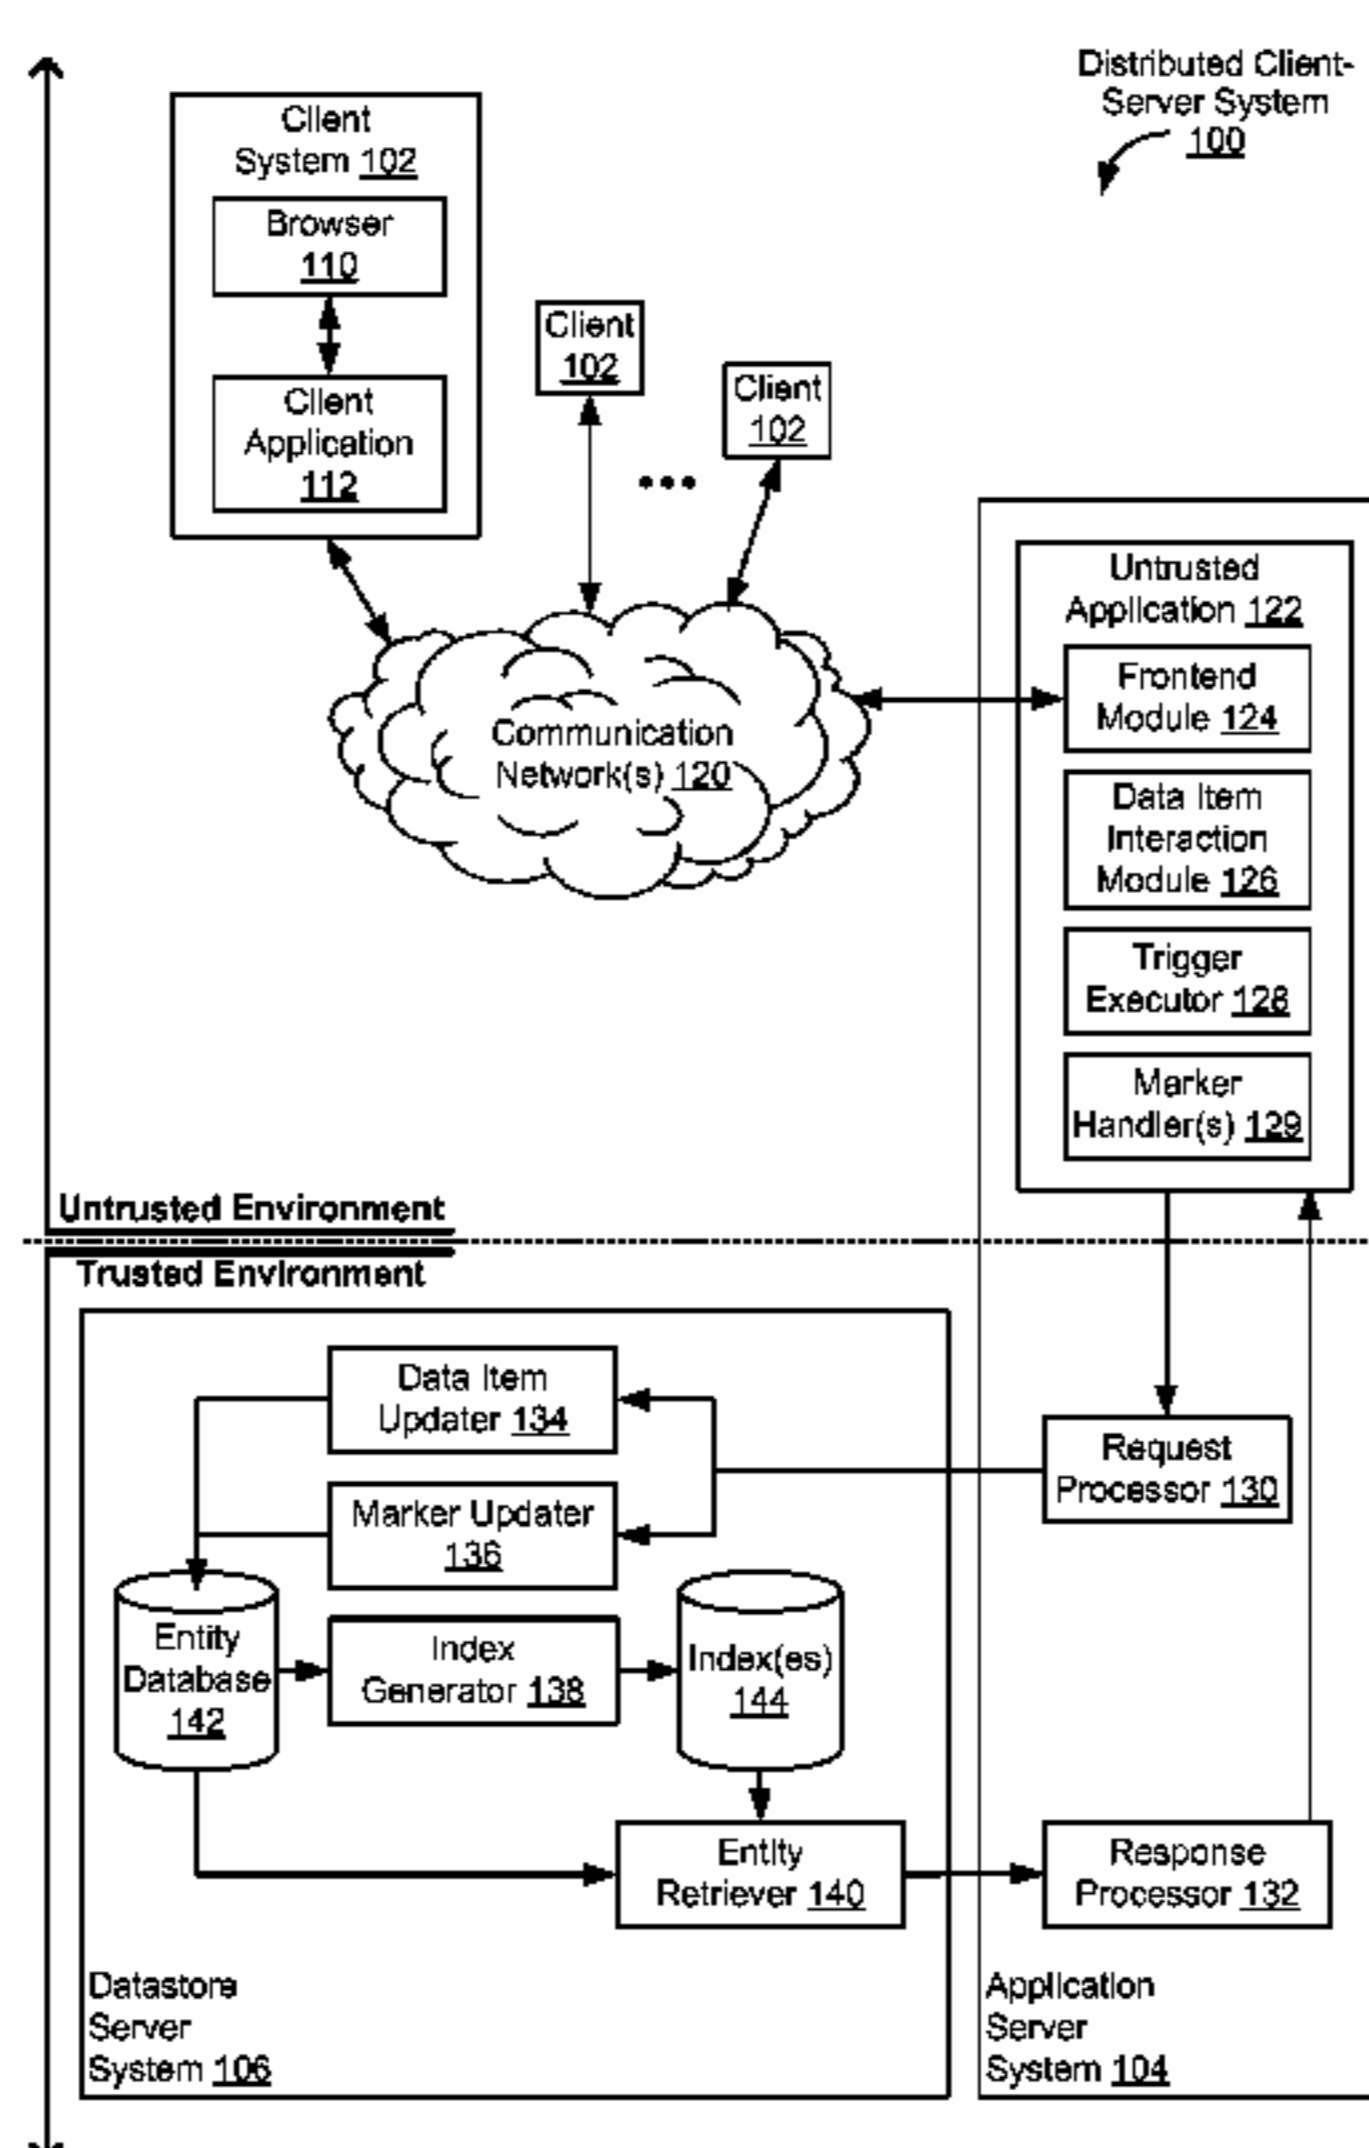 Distributed Client-
Server System
100
Client
System 102
Browser
110
Client
Application
112
Client
102
Client
102
•••
Communication
Network(s) 120
Untrusted
Application 122
Frontend
Module 124
Data Item
Interaction
Module 126
Trigger
Executor 128
Marker
Handler(s) 129
Untrusted Environment
Trusted Environment
Data Item
Updater 134
Marker Updater
136
Request
Processor 130
Entity
Database
142
Index
Generator 138
Index(es)
144
Entity
Retriever 140
Response
Processor 132
Datastore
Server
System 106
Application
Server
System 104